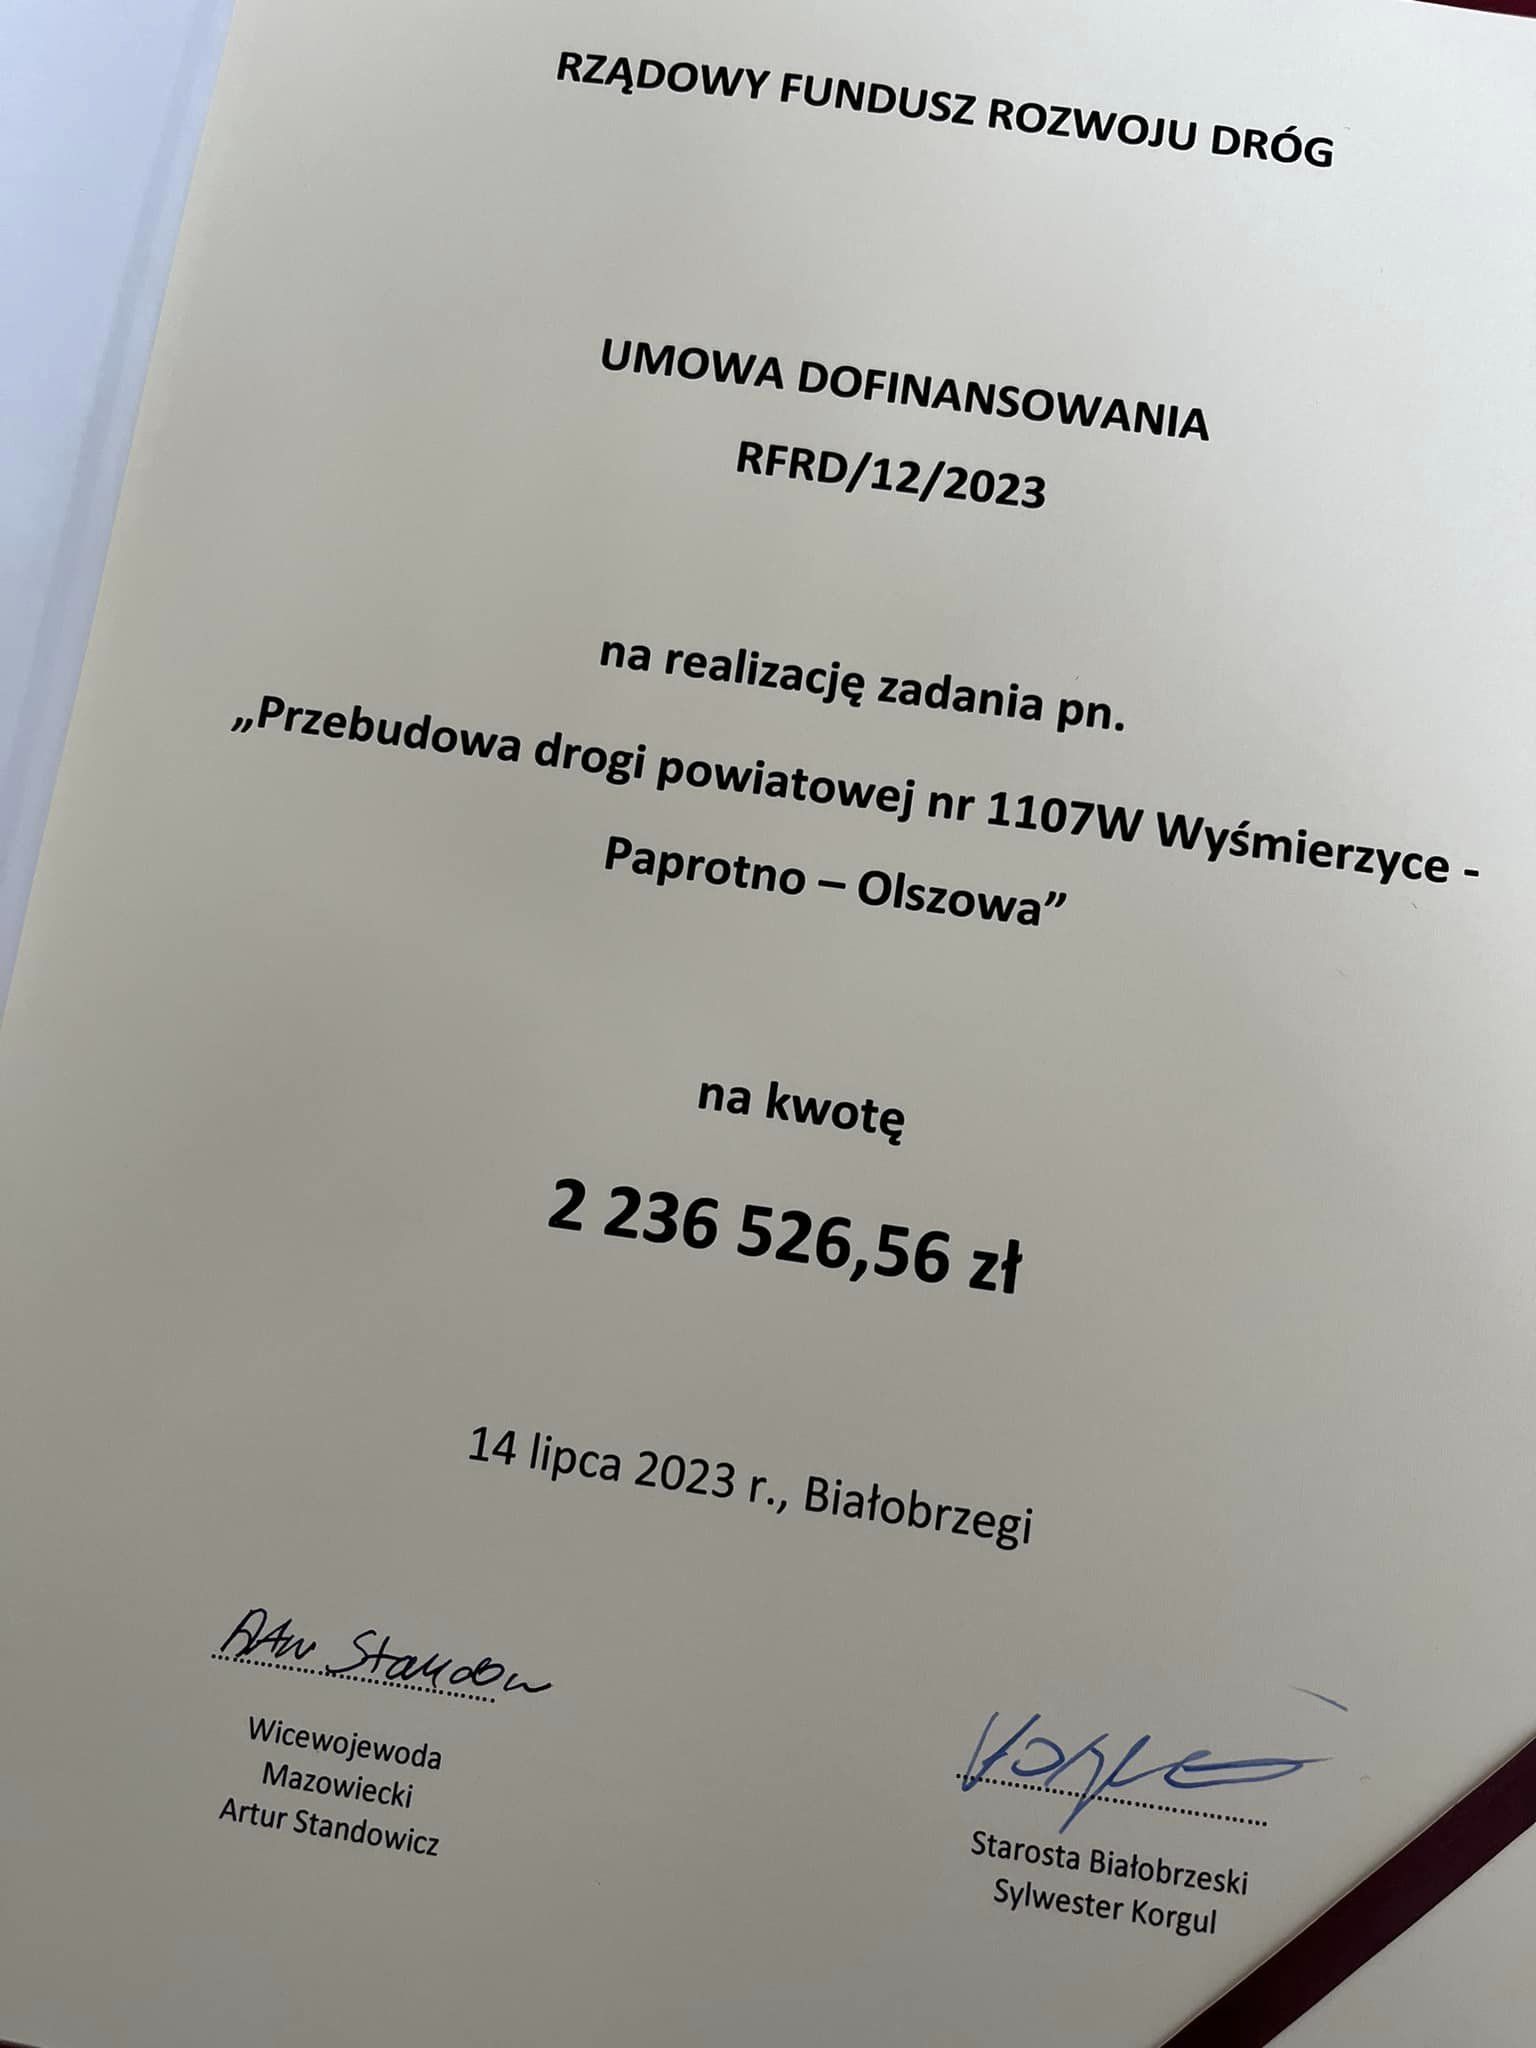 RZĄDOWY FUNDUSZ ROZWOJU DRÓG
UMOWA DOFINANSOWANIA
RFRD/12/2023
na realizację zadania pn.
„Przebudowa drogi powiatowej nr 1107W Wyśmierzyce -
Paprotno – Olszowa”
na kwotę
2 236 526,56 zł
14 lipca 2023 r., Białobrzegi
Wicewojewoda
Mazowiecki
Artur Standowicz
Starosta Białobrzeski
Sylwester Korgul